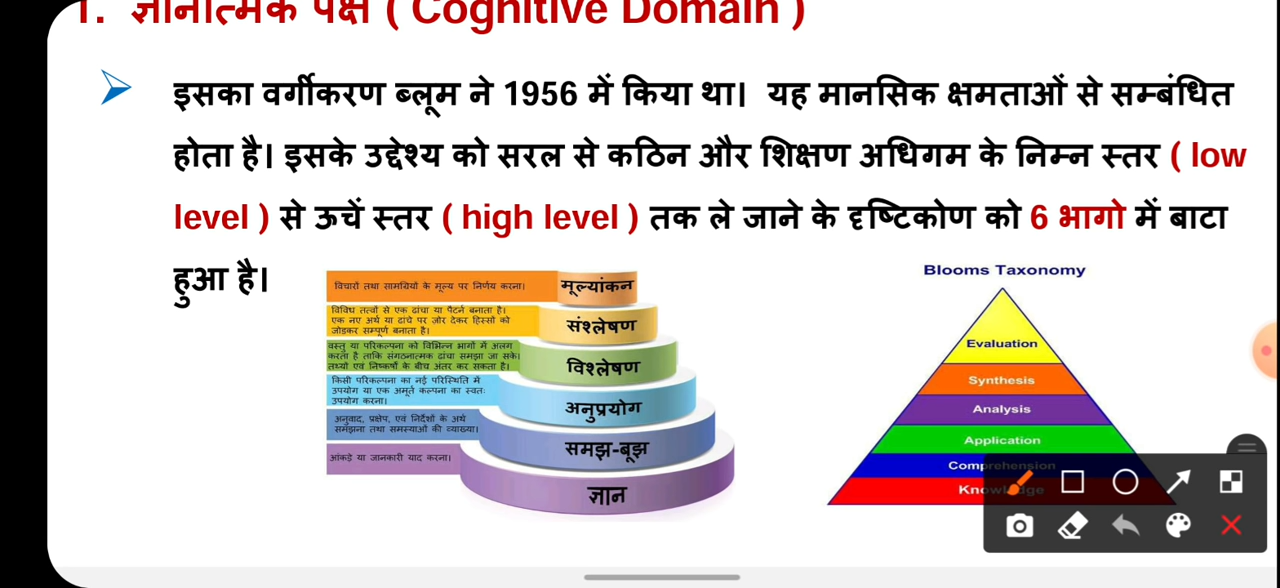 1. ज्ञानात्मक पक्ष ( Cognitive Domain )
इसका वर्गीकरण ब्लूम ने 1956 में किया था। यह मानसिक क्षमताओं से सम्बंधित
होता है। इसके उद्देश्य को सरल से कठिन और शिक्षण अधिगम के निम्न स्तर ( low
level ) से ऊचें स्तर ( high level ) तक ले जाने के दृष्टिकोण को 6 भागो में बाटा
हुआ है।
विचारों तथा सामग्रियों के मूल्य पर निर्णय करना।
मूल्यांकन
विविध तत्वों से एक ढांचा या पैटर्न बनाता है।
एक नए अर्थ या ढांचे पर जोर देकर हिस्सों को
जोड़कर सम्पूर्ण बनाता है।
संश्लेषण
वस्तु या परिकल्पना को विभिन्न भागों में अलग
करता है ताकि संगठनात्मक ढांचा समझा जा सके।
तथ्यों एवं निष्कर्षों के बीच अंतर कर सकता है।
विश्लेषण
किसी परिकल्पना का नई परिस्थिति में
उपयोग या एक अमूर्त कल्पना का स्वतः
उपयोग करना।
अनुप्रयोग
अनुवाद, प्रक्षेप, एवं निर्देशों के अर्थ
समझना तथा समस्याओं की व्याख्या।
समझ-बूझ
आंकड़े या जानकारी याद करना।
ज्ञान
Blooms Taxonomy
Evaluation
Synthesis
Analysis
Application
Comprehension
Knowledge